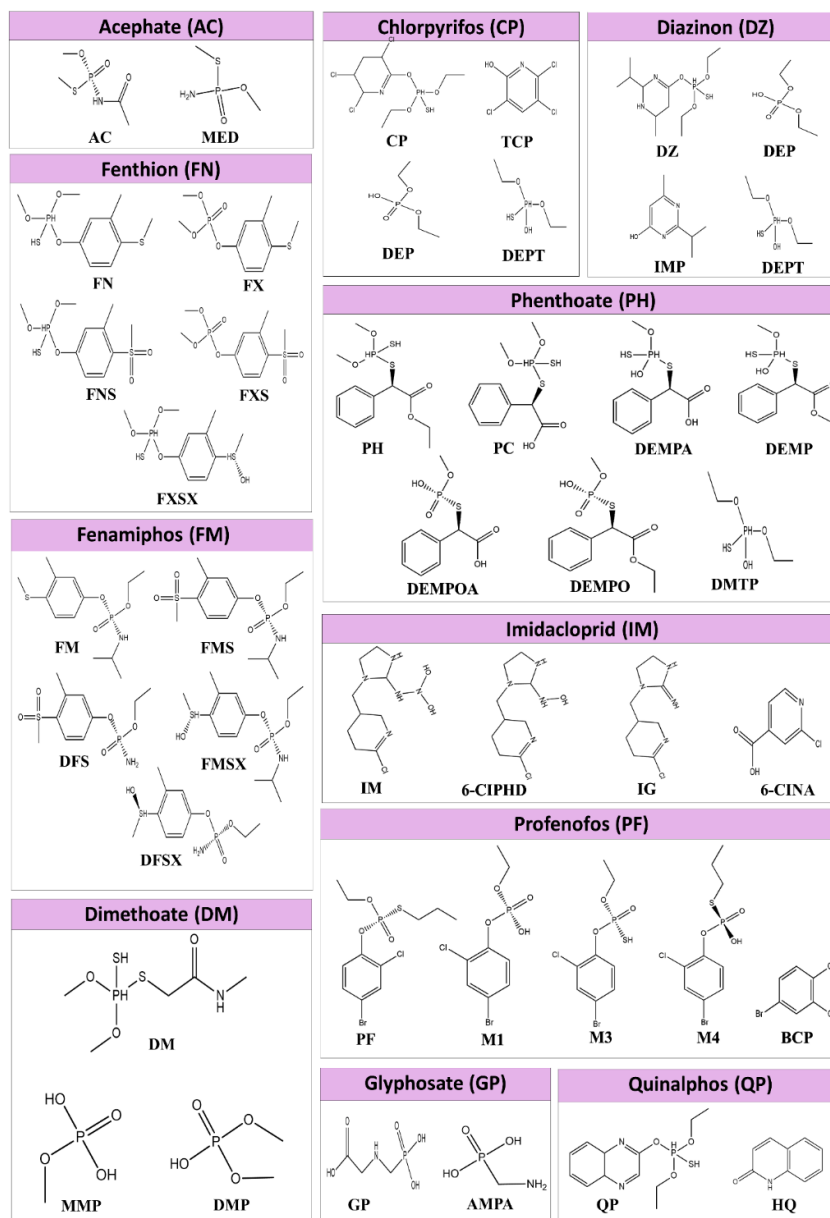 Acephate (AC)
AC
MED
Chlorpyrifos (CP)
CP
TCP
DEP
DEPT
Diazinon (DZ)
DZ
DEP
IMP
DEPT
Fenthion (FN)
FN
FX
FNS
FXS
FXSX
Phenthoate (PH)
PH
PC
DEMPA
DEMP
DEMPOA
DEMPO
DMTP
Fenamiphos (FM)
FM
FMS
DFS
FMSX
DFSX
Imidacloprid (IM)
IM
6-CIPHD
IG
6-CINA
Profenofos (PF)
PF
M1
M3
M4
BCP
Dimethoate (DM)
DM
MMP
DMP
Glyphosate (GP)
GP
AMPA
Quinalphos (QP)
QP
HQ